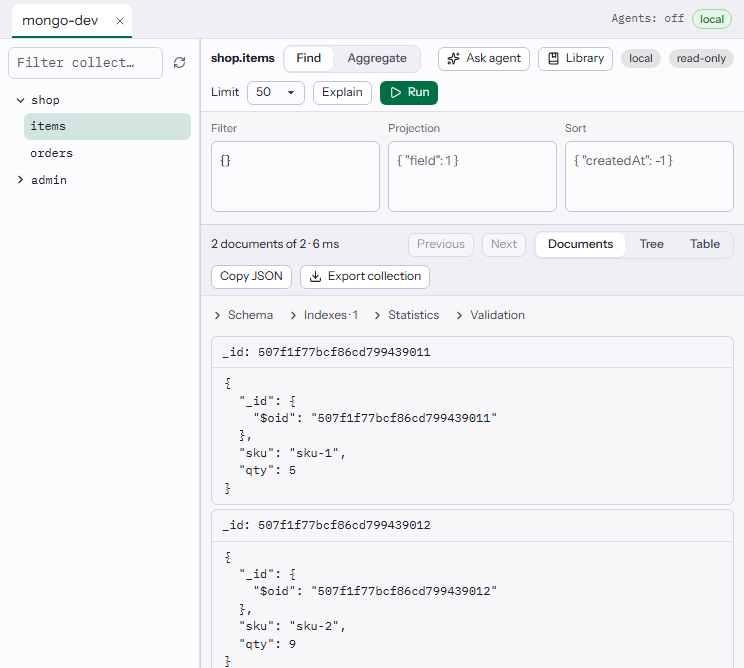 mongo-dev ×
Agents: off local
Filter collect…
shop
items
orders
admin
shop.items Find Aggregate Ask agent Library local read-only
Limit 50 Explain Run
Filter Projection Sort
{} { "field": 1 } { "createdAt": -1 }
2 documents of 2 · 6 ms Previous Next Documents Tree Table
Copy JSON Export collection
Schema Indexes · 1 Statistics Validation
_id: 507f1f77bcf86cd799439011
{
"_id": {
"$oid": "507f1f77bcf86cd799439011"
},
"sku": "sku-1",
"qty": 5
}
_id: 507f1f77bcf86cd799439012
{
"_id": {
"$oid": "507f1f77bcf86cd799439012"
},
"sku": "sku-2",
"qty": 9
}